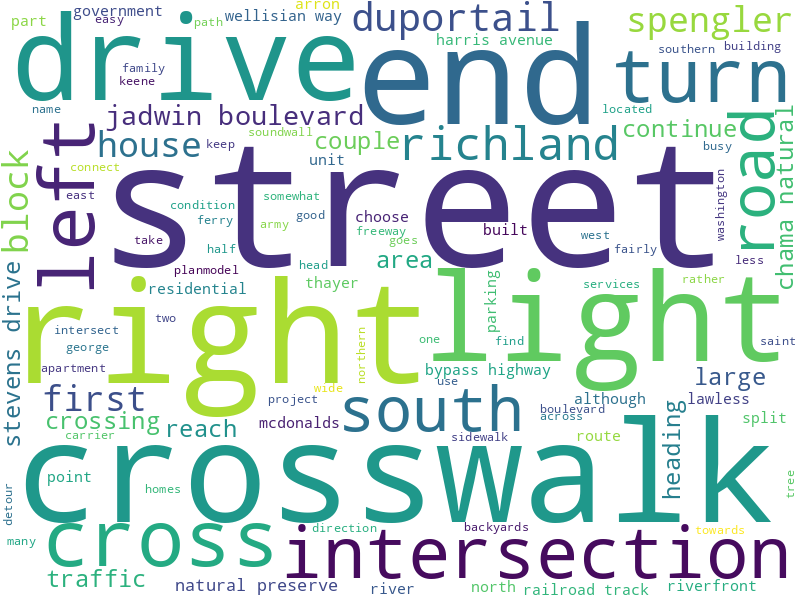 government
arron
part
easy
path
wellisian way
duportail
spengler
drive
end
harris avenue
southern
building
family
keene
turn
name
jadwin boulevard
located
soundwall
couple
continue
road
chama natural
left
house
keep
richland
busy
block
unit
connect
street
east
condition
somewhat
washington
ferry
army
good
choose
freeway
built
west
take
half
goes
fairly
planmodel
head
area
less
stevens drive
residential
thayer
parking
services
rather
right
light
intersect
two
one
find
saint
george
northern
apartment
bypass highway
large
first
project
wide
use
although
lawless
crossing
reach
mcdonalds
south
boulevard
across
heading
split
carrier
sidewalk
route
crosswalk
point
homes
tree
detour
many
cross
direction
backyards
towards
intersection
traffic
natural preserve
river
north
railroad track
riverfront